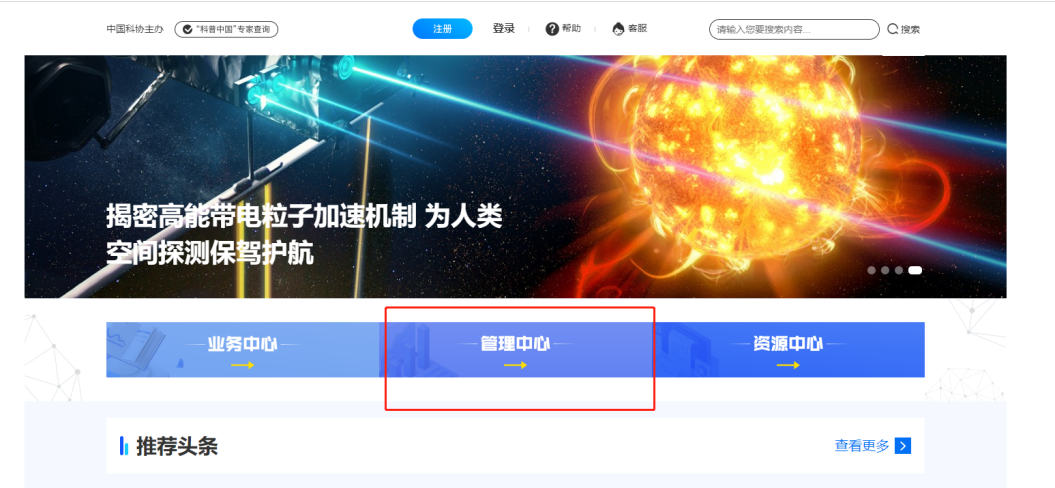 中国科协主办 “科普中国”专家查询 注册 登录 帮助 客服 请输入您要搜索内容... 搜索
揭密高能带电粒子加速机制 为人类
空间探测保驾护航
业务中心 管理中心 资源中心
推荐头条 查看更多